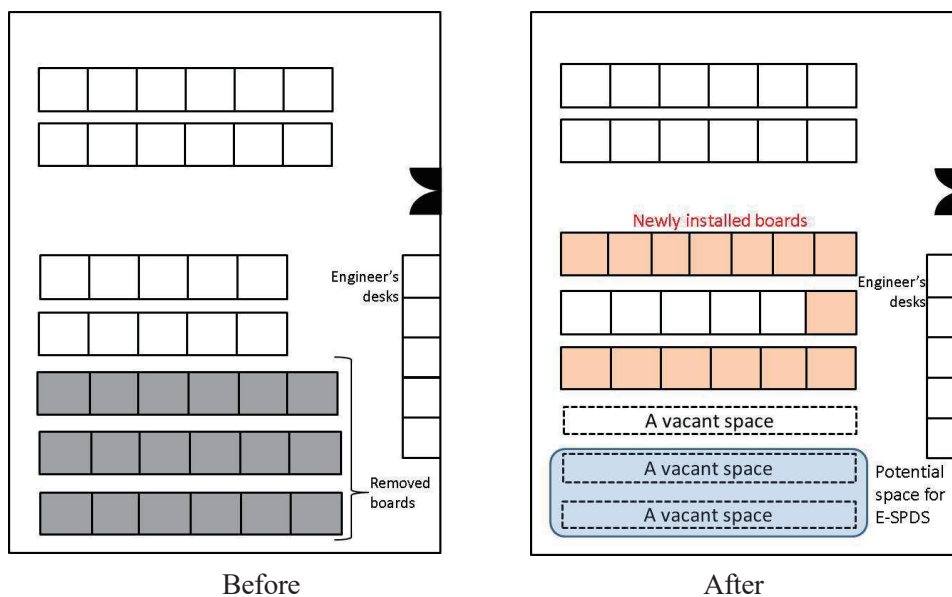 Engineer's
desks
Removed
boards
Before
Newly installed boards
Engineer's
desks
A vacant space
A vacant space
A vacant space
Potential
space for
E-SPDS
After